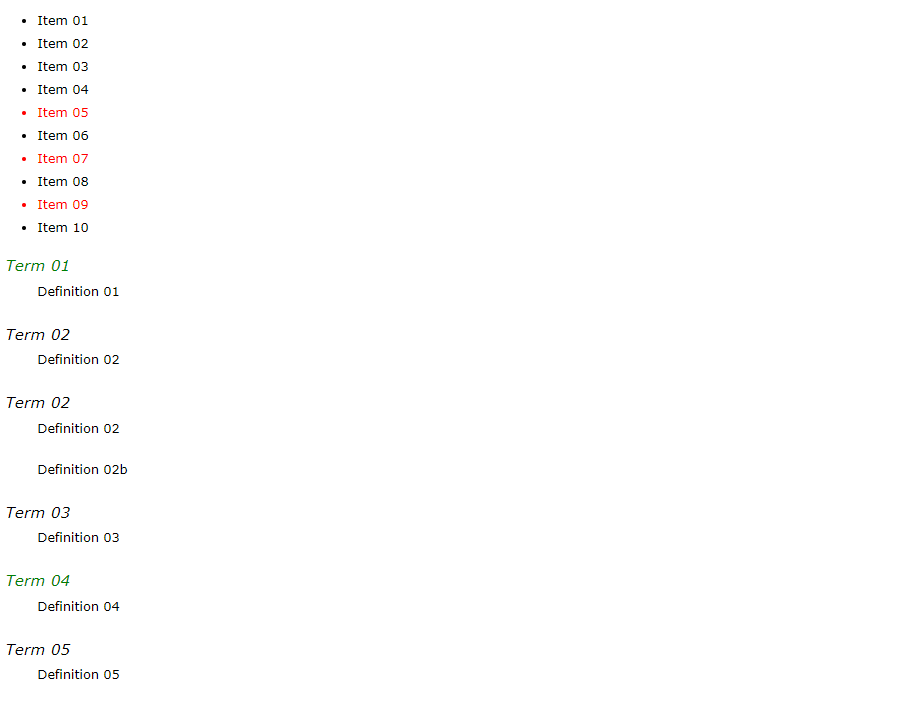 • Item 01
• Item 02
• Item 03
• Item 04
• Item 05
• Item 06
• Item 07
• Item 08
• Item 09
• Item 10
Term 01
Definition 01
Term 02
Definition 02
Term 02
Definition 02
Definition 02b
Term 03
Definition 03
Term 04
Definition 04
Term 05
Definition 05